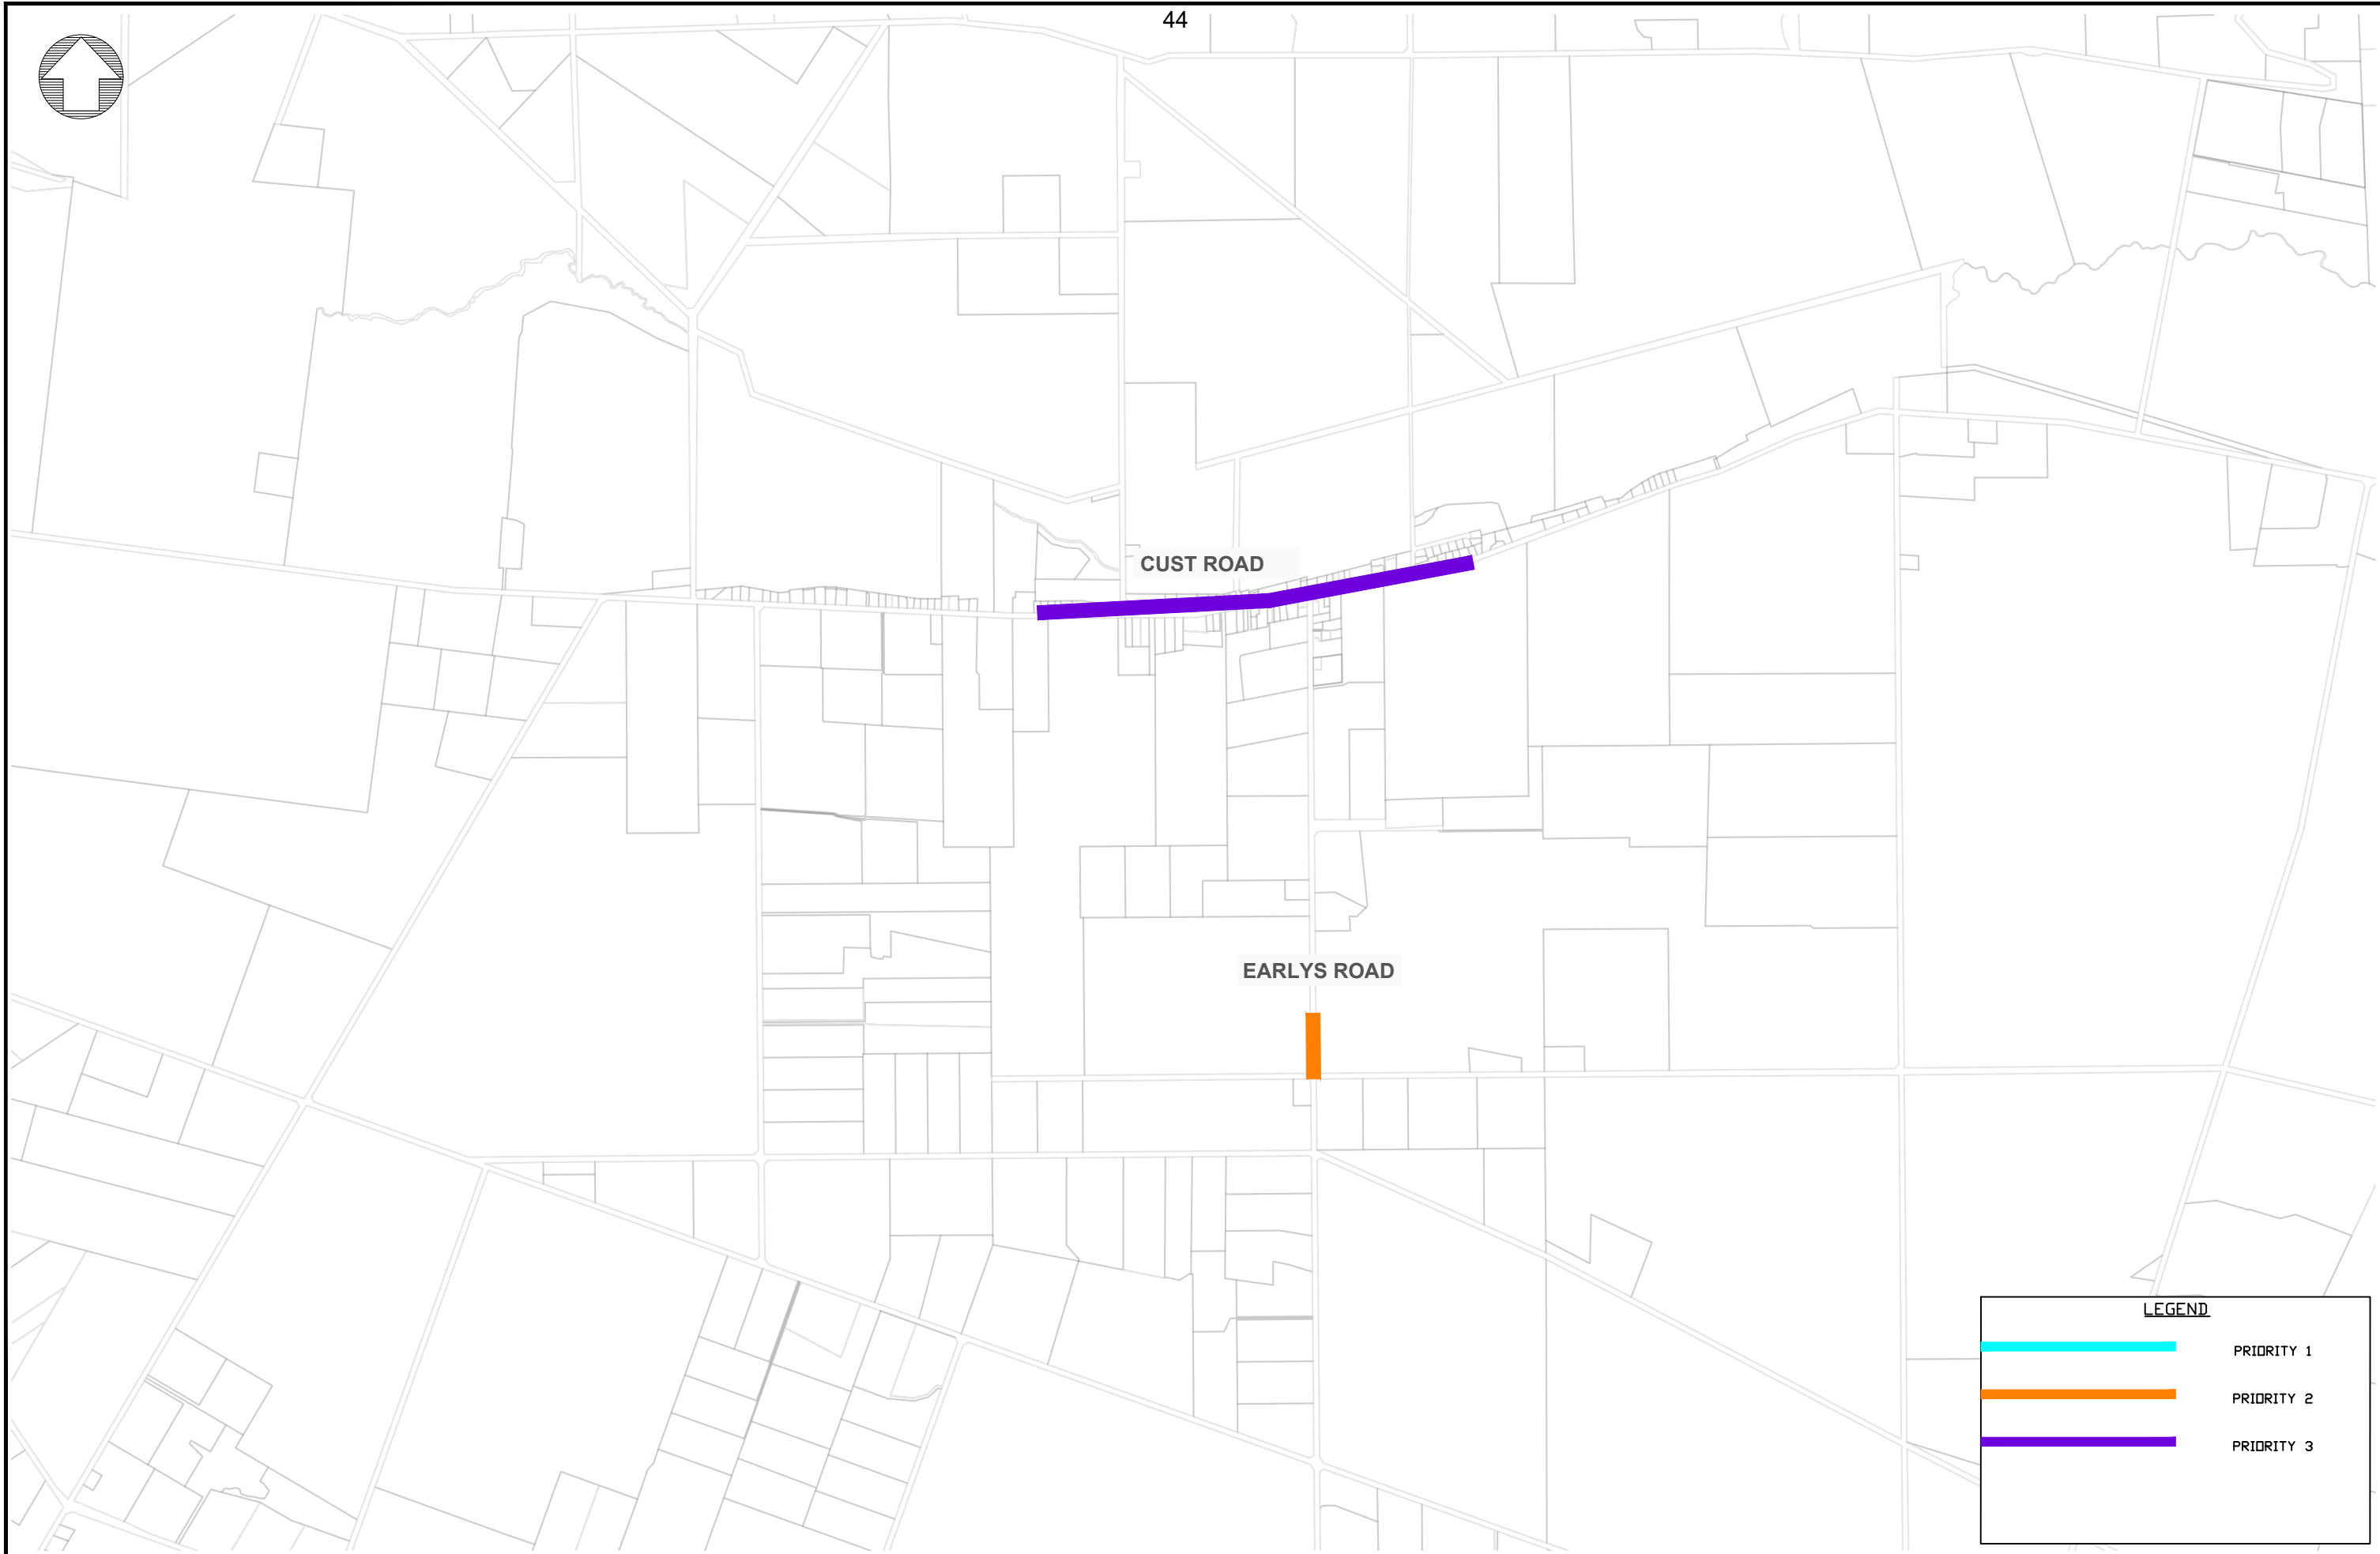 44
CUST ROAD
EARLYS ROAD
LEGEND
PRIORITY 1
PRIORITY 2
PRIORITY 3